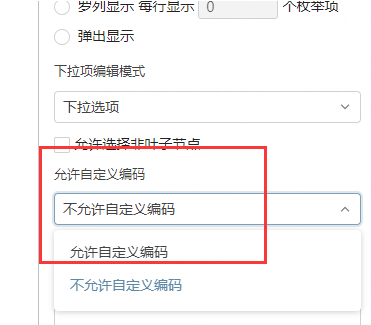 罗列显示 每行显示 0 个枚举项
弹出显示
下拉项编辑模式
下拉选项
允许选择非叶子节点
允许自定义编码
不允许自定义编码
允许自定义编码
不允许自定义编码